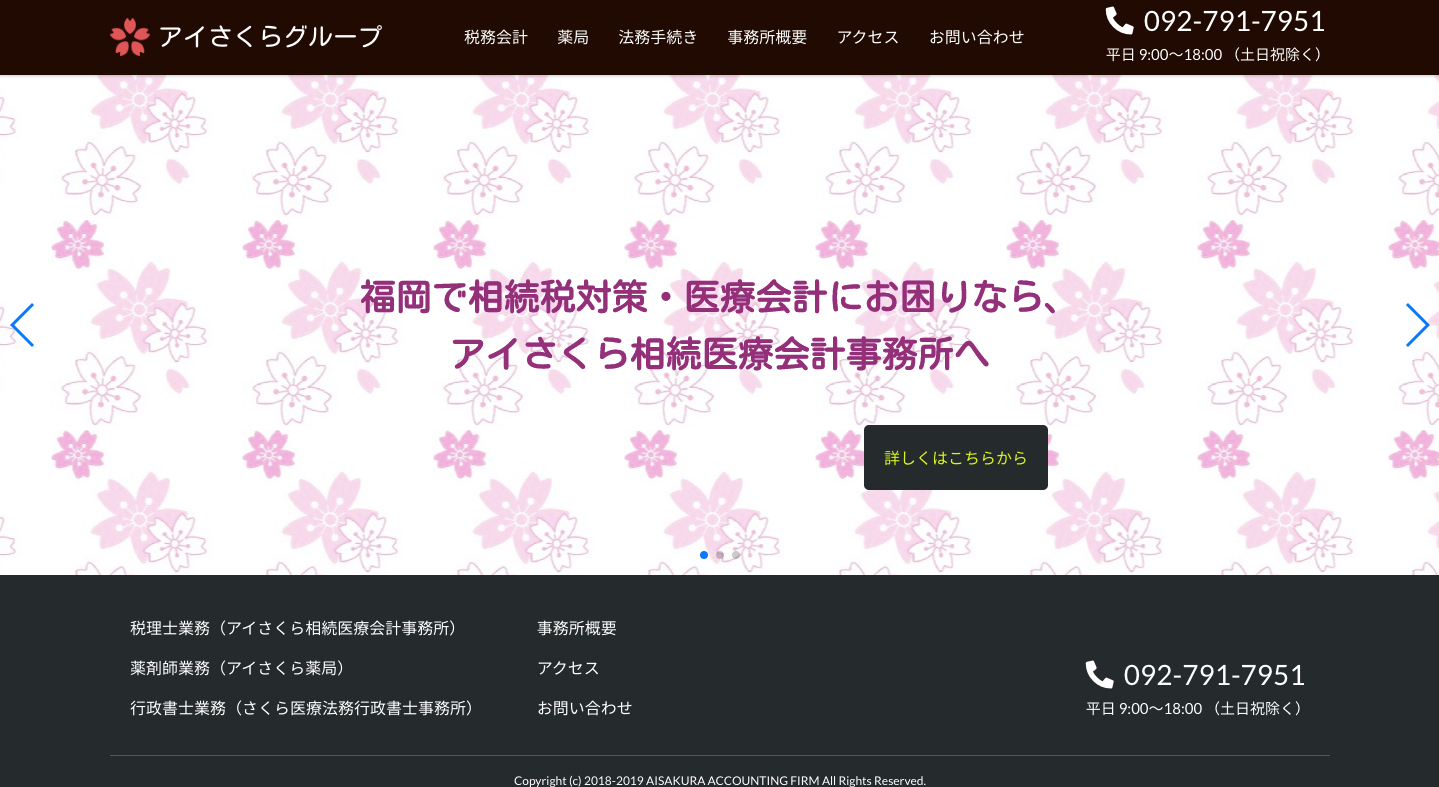 アイさくらグループ
税務会計 薬局 法務手続き 事務所概要 アクセス お問い合わせ
092-791-7951
平日 9:00〜18:00 （土日祝除く）
福岡で相続税対策・医療会計にお困りなら、
アイさくら相続医療会計事務所へ
詳しくはこちらから
税理士業務（アイさくら相続医療会計事務所）
薬剤師業務（アイさくら薬局）
行政書士業務（さくら医療法務行政書士事務所）
事務所概要
アクセス
お問い合わせ
092-791-7951
平日 9:00〜18:00 （土日祝除く）
Copyright (c) 2018-2019 AISAKURA ACCOUNTING FIRM All Rights Reserved.